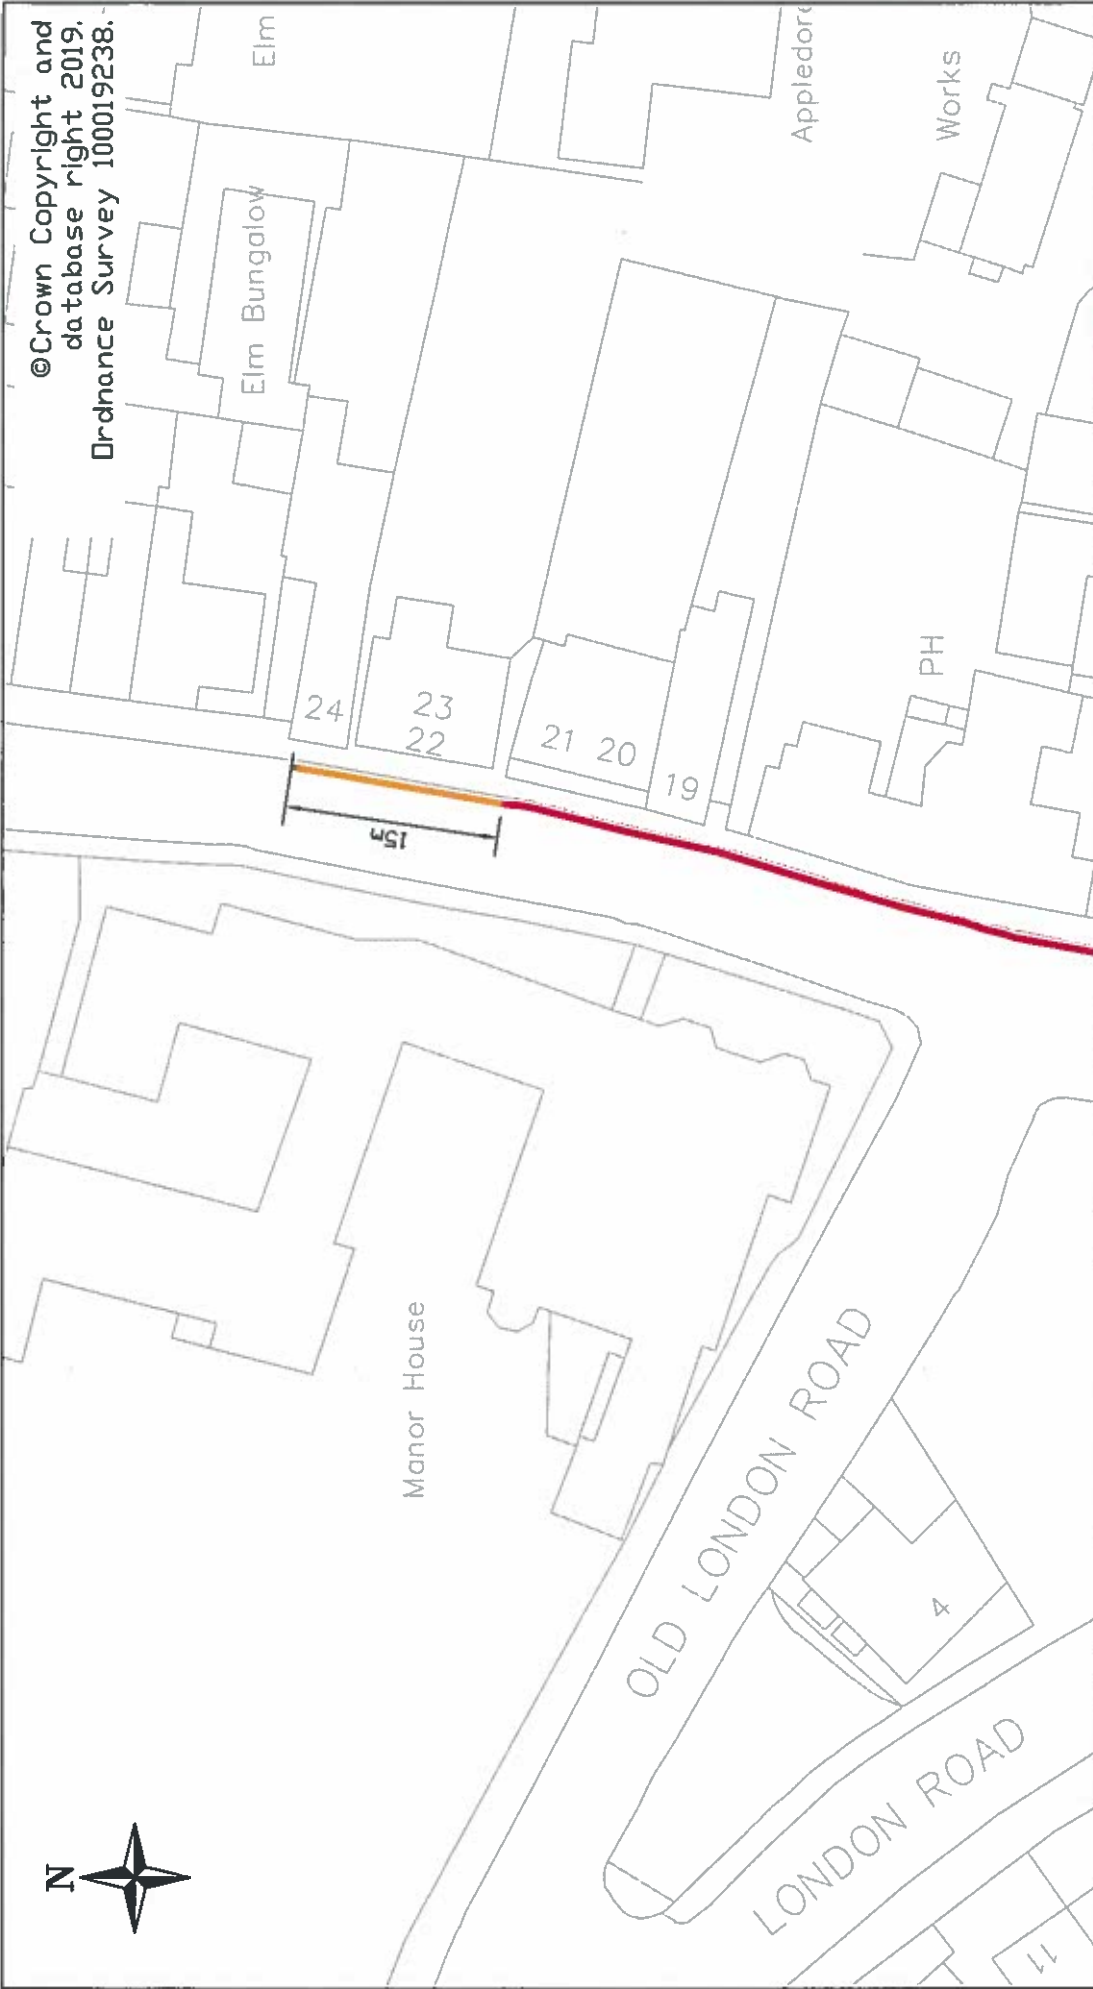 ©Crown Copyright and
database right 2019.
Ordnance Survey 100019238.
Elm
Appledore
Works
Elm Bungalow
24
23
22
21 20
19
PH
15m
Manor House
OLD LONDON ROAD
4
LONDON ROAD
11
N